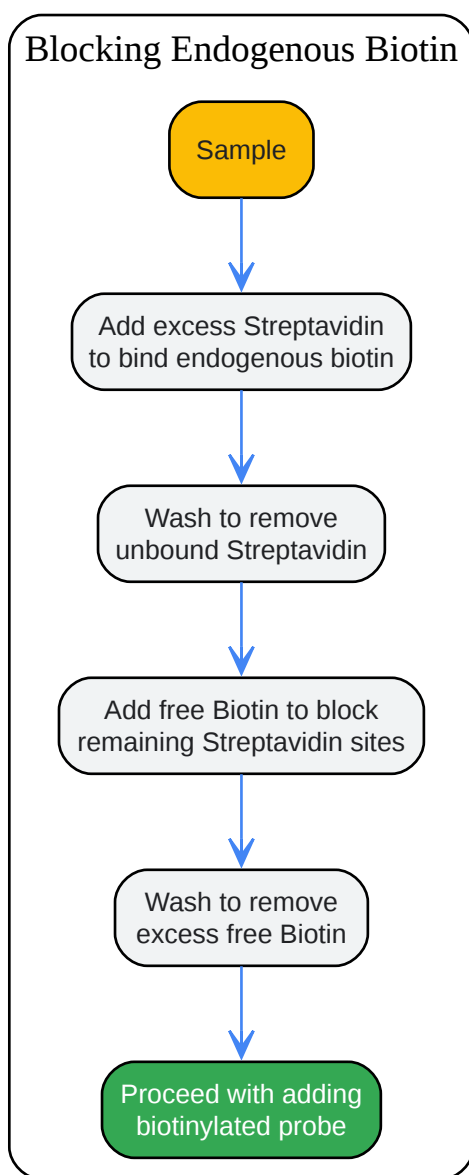 Blocking Endogenous Biotin
Sample
Add excess Streptavidin
to bind endogenous biotin
Wash to remove
unbound Streptavidin
Add free Biotin to block
remaining Streptavidin sites
Wash to remove
excess free Biotin
Proceed with adding
biotinylated probe